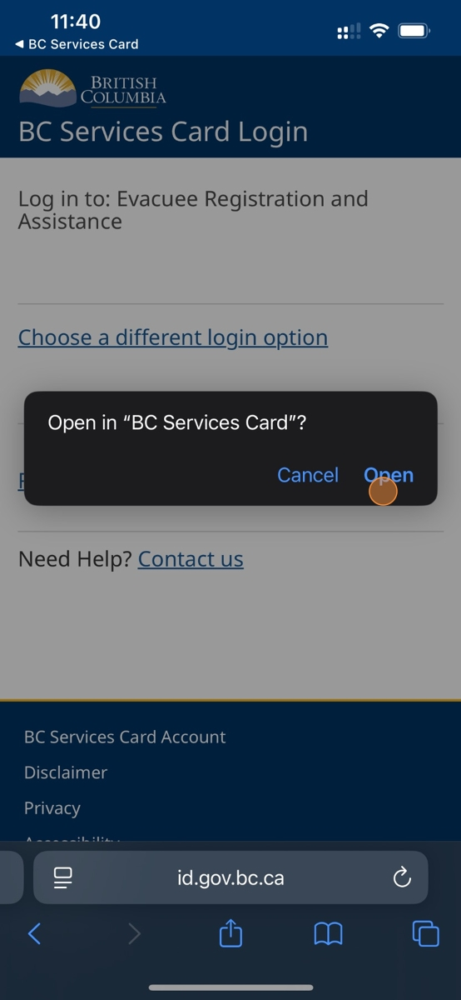 11:40
◀ BC Services Card
BRITISH
COLUMBIA
BC Services Card Login
Log in to: Evacuee Registration and
Assistance
Choose a different login option
Open in “BC Services Card”?
Cancel Open
Need Help? Contact us
BC Services Card Account
Disclaimer
Privacy
Accessibility
id.gov.bc.ca